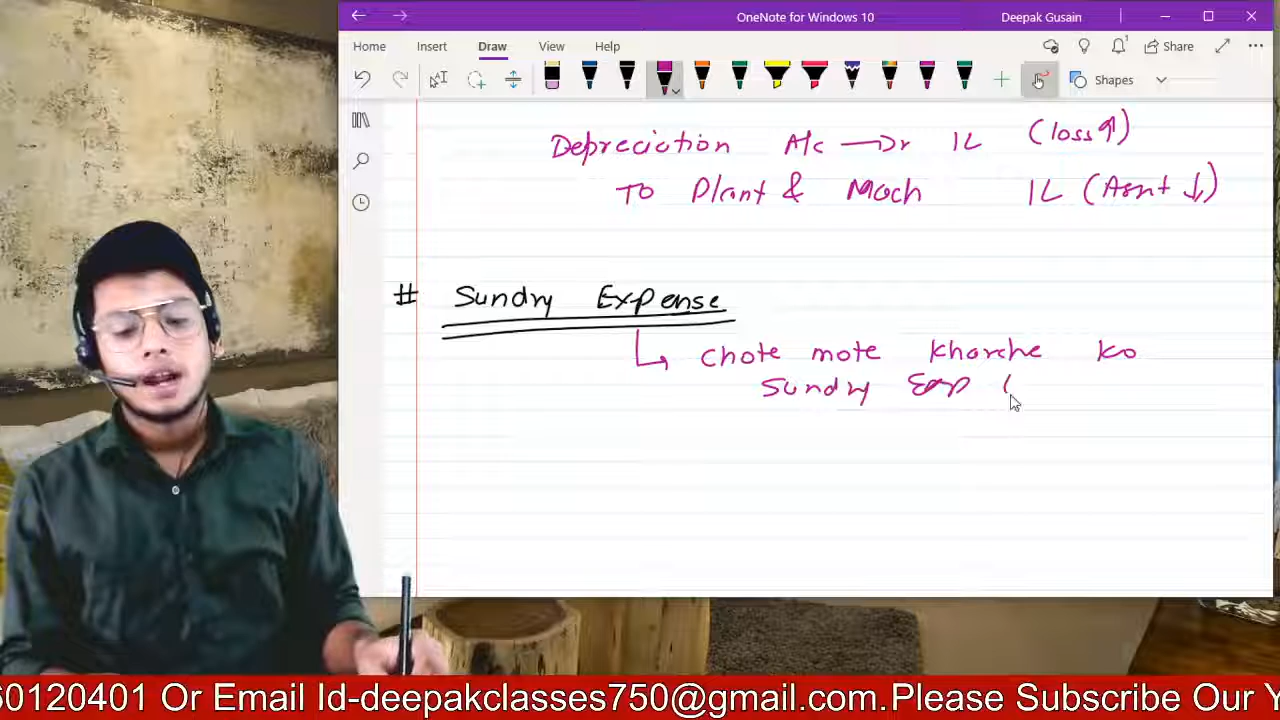 OneNote for Windows 10
Deepak Gusain
Home Insert Draw View Help
Share
Shapes
Depreciation A/c → Dr 1L (loss↑)
To Plant & Mach 1L (Asset ↓)
# Sundry Expense
↳ Chote mote Kharche Ko
Sundry Exp (
60120401 Or Email Id-deepakclasses750@gmail.com.Please Subscribe Our Y